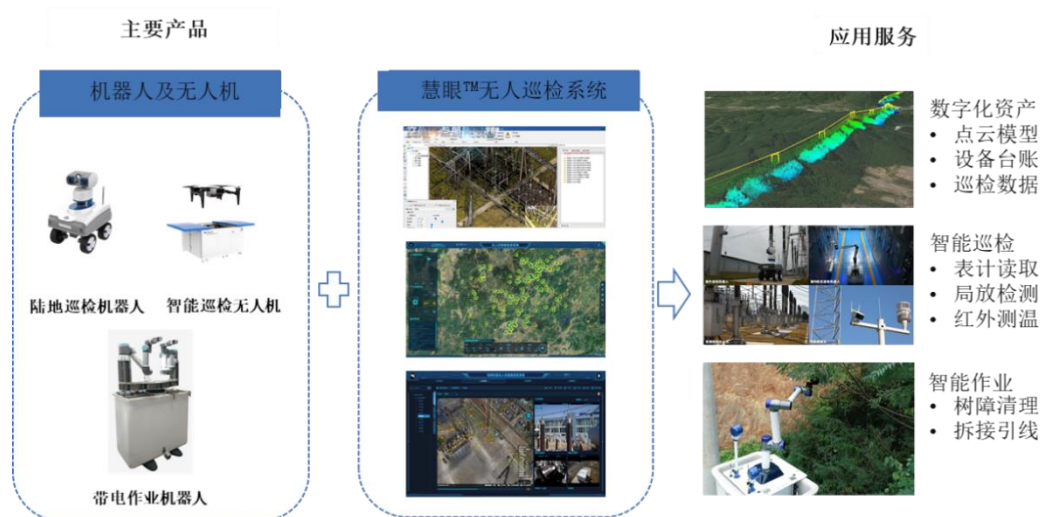 主要产品
机器人及无人机
陆地巡检机器人
智能巡检无人机
带电作业机器人
慧眼™无人巡检系统
应用服务
数字化资产
• 点云模型
• 设备台账
• 巡检数据
智能巡检
• 表计读取
• 局放检测
• 红外测温
智能作业
• 树障清理
• 拆接引线